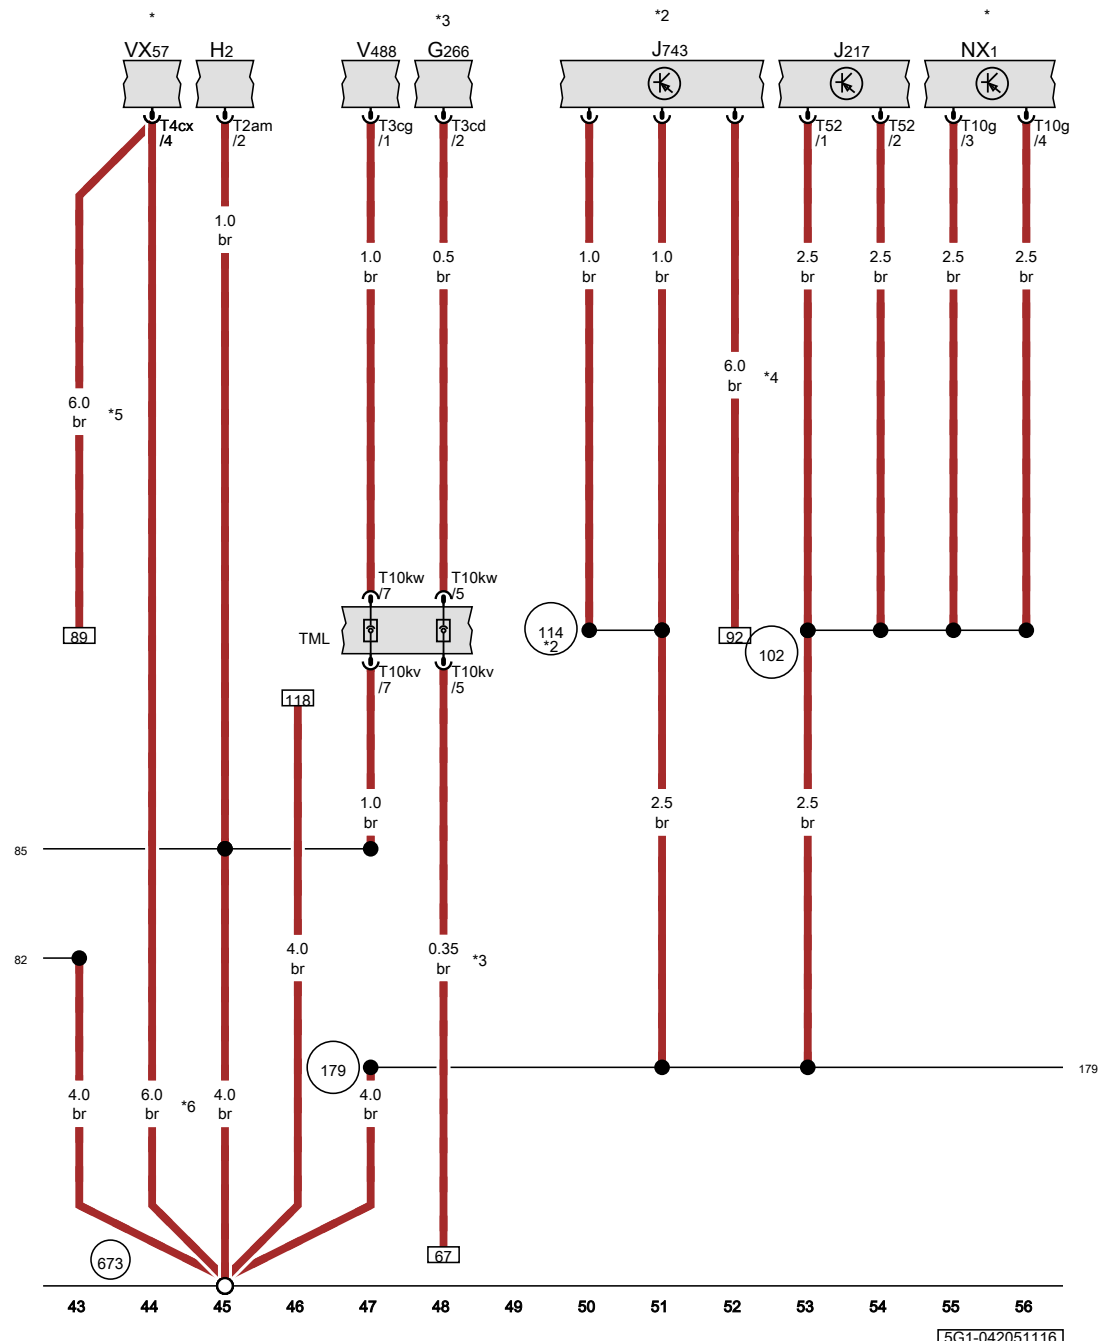 *
*3
*2
*
VX57
H2
V488
G266
J743
J217
NX1
T4cx
/4
T2am
/2
T3cg
/1
T3cd
/2
T52
/1
T52
/2
T10g
/3
T10g
/4
1.0
br
1.0
br
0.5
br
1.0
br
1.0
br
2.5
br
2.5
br
2.5
br
2.5
br
6.0
br
*4
6.0
br
*5
T10kw
/7
T10kw
/5
89
TML
114
*2
92
102
T10kv
/7
T10kv
/5
118
1.0
br
2.5
br
2.5
br
85
4.0
br
0.35
br
*3
82
179
179
4.0
br
6.0
br
*6
4.0
br
4.0
br
673
67
43 44 45 46 47 48 49 50 51 52 53 54 55 56
5G1-042051116